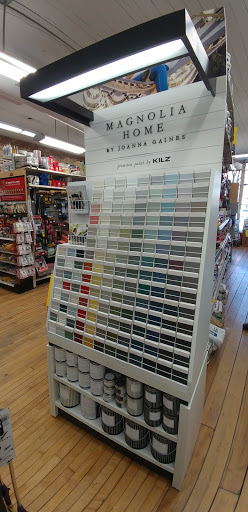 MAGNOLIA
HOME
BY JOANNA GAINES
premium paint by KILZ